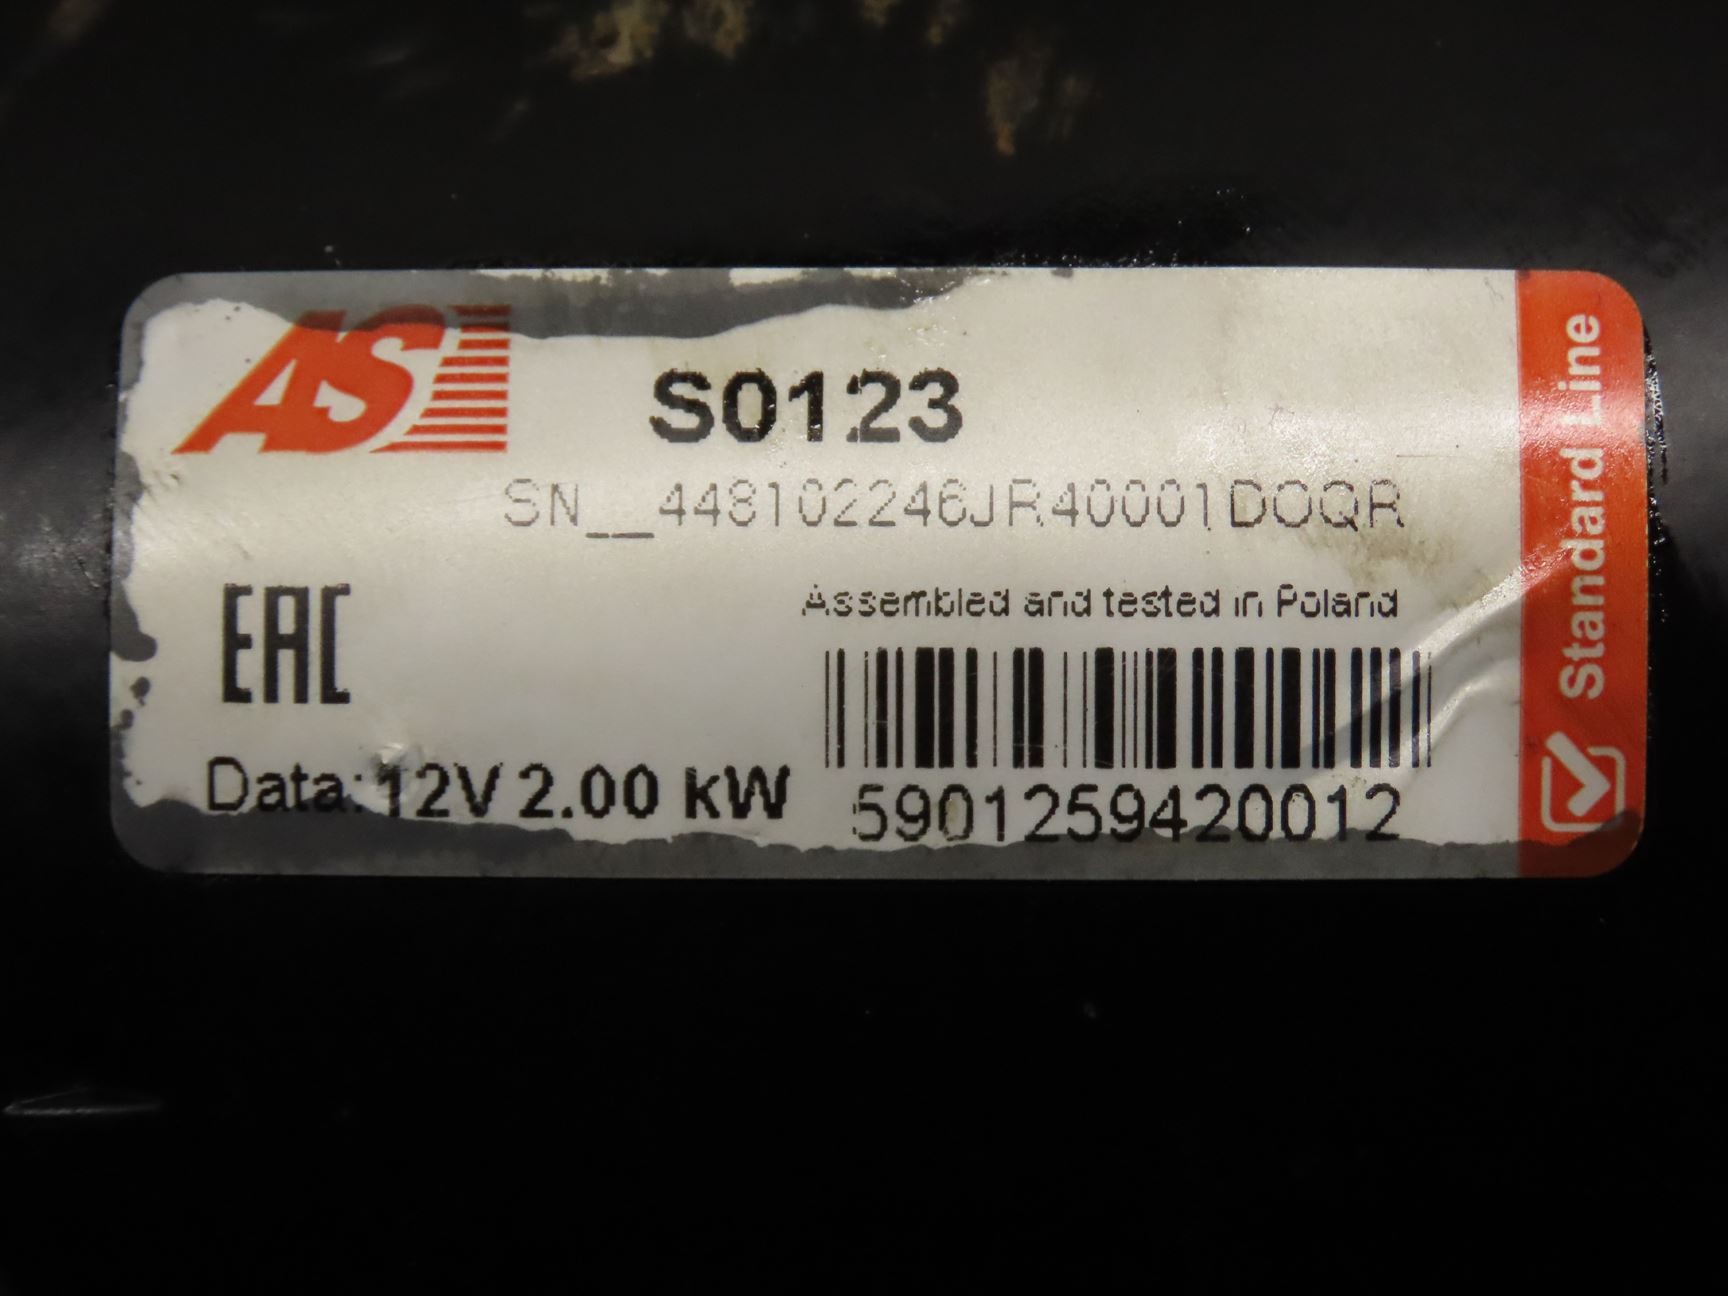 AS
S0123
SN__448102246JR40001DOQR
EAC
Assembled and tested in Poland
Data: 12V 2.00 kW
5901259420012
Standard Line